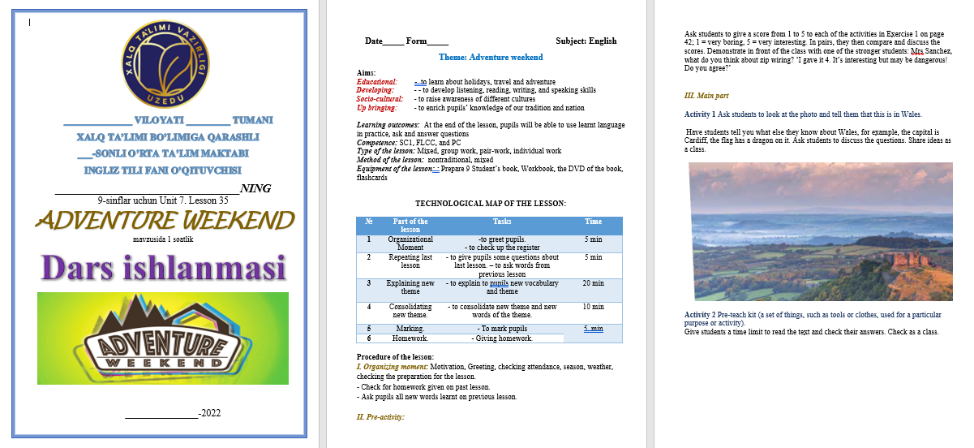 XALQ TA'LIMI VAZIRLIGI
UZEDU
____________ VILOYATI ________ TUMANI
XALQ TA'LIMI BO'LIMIGA QARASHLI
___-SONLI O'RTA TA'LIM MAKTABI
INGLIZ TILI FANI O'QITUVCHISI
____________________________NING
9-sinflar uchun Unit 7. Lesson 35
ADVENTURE WEEKEND
mavzusida 1 soatlik
Dars ishlanmasi
ADVENTURE
WEEKEND
______________-2022
Date_____ Form_____ Subject: English
Theme: Adventure weekend
Aims:
Educational: - to learn about holidays, travel and adventure
Developing: - to develop listening, reading, writing, and speaking skills
Socio-cultural: - to raise awareness of different cultures
Up bringing: - to enrich pupils' knowledge of our tradition and nation
Learning outcomes: At the end of the lesson, pupils will be able to use learnt language
in practice, ask and answer questions
Competence: SC1, FLCC, and PC
Type of the lesson: Mixed, group work, pair-work, individual work
Method of the lesson: nontraditional, mixed
Equipment of the lesson: Prepare 9 Student's book, Workbook, the DVD of the book,
flashcards
TECHNOLOGICAL MAP OF THE LESSON:
№ Part of the lesson Tasks Time
1 Organizational Moment -to greet pupils. - to check up the register 5 min
2 Repeating last lesson - to give pupils some questions about last lesson. – to ask words from previous lesson 5 min
3 Explaining new theme - to explain to pupils new vocabulary and theme 20 min
4 Consolidating new theme. - to consolidate new theme and new words of the theme. 10 min
5 Marking. - To mark pupils 5 min
6 Homework. - Giving homework.
Procedure of the lesson:
I. Organizing moment: Motivation, Greeting, checking attendance, season, weather,
checking the preparation for the lesson.
- Check for homework given on past lesson.
- Ask pupils all new words learnt on previous lesson.
II. Pre-activity:
Ask students to give a score from 1 to 5 to each of the activities in Exercise 1 on page
42; 1 = very boring, 5 = very interesting. In pairs, they then compare and discuss the
scores. Demonstrate in front of the class with one of the stronger students: Mrs Sanchez,
what do you think about zip wiring? 'I gave it 4. It's interesting but may be dangerous!
Do you agree?'
III. Main part
Activity 1 Ask students to look at the photo and tell them that this is in Wales.
Have students tell you what else they know about Wales, for example, the capital is
Cardiff, the flag has a dragon on it. Ask students to discuss the questions. Share ideas as
a class.
Activity 2 Pre-teach kit (a set of things, such as tools or clothes, used for a particular
purpose or activity).
Give students a time limit to read the text and check their answers. Check as a class.